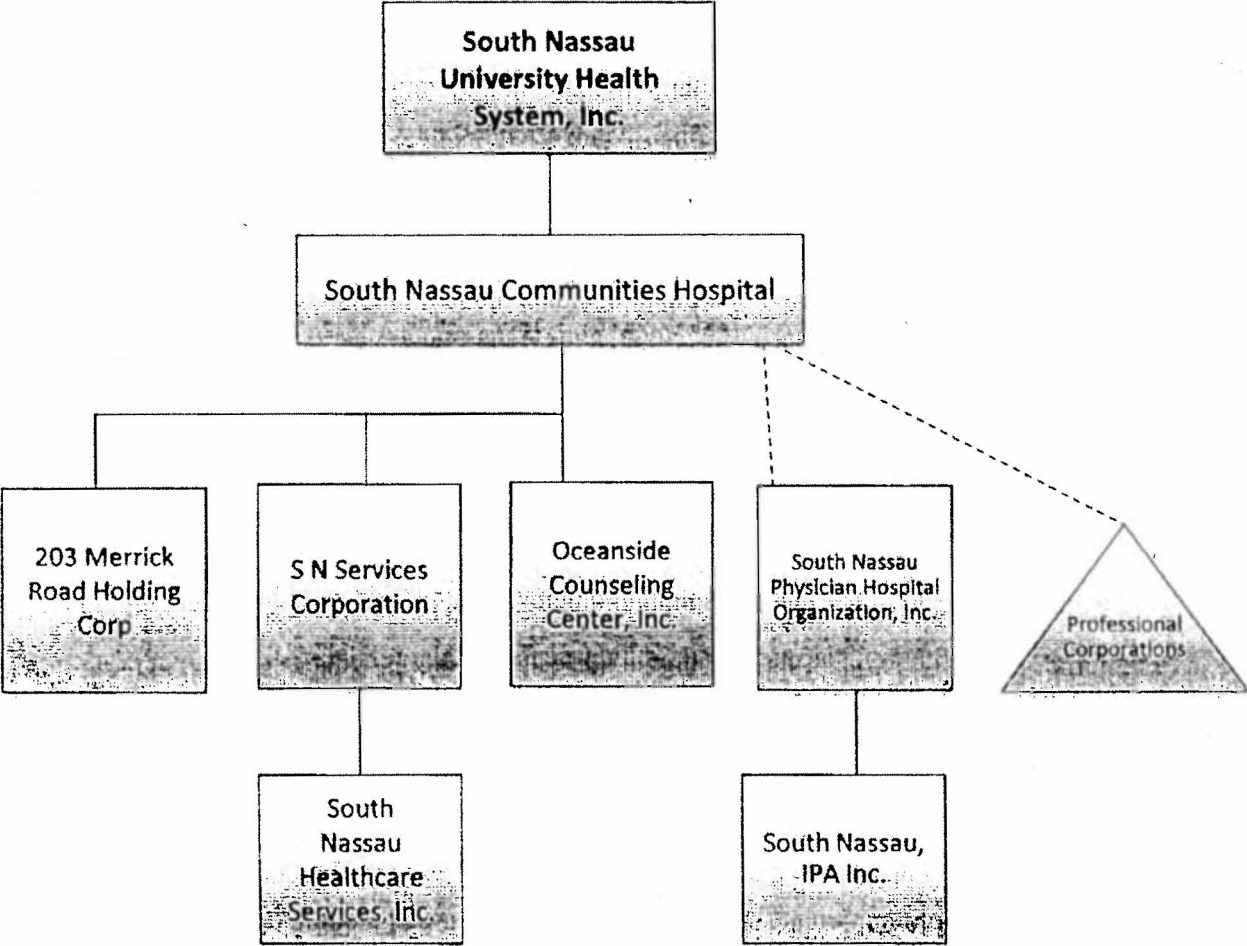 South Nassau
University Health
System, Inc.
South Nassau Communities Hospital
203 Merrick
Road Holding
Corp
S N Services
Corporation
Oceanside
Counseling
Center, Inc.
South Nassau
Physician Hospital
Organization, Inc.
Professional
Corporations
South
Nassau
Healthcare
Services, Inc.
South Nassau,
IPA Inc.